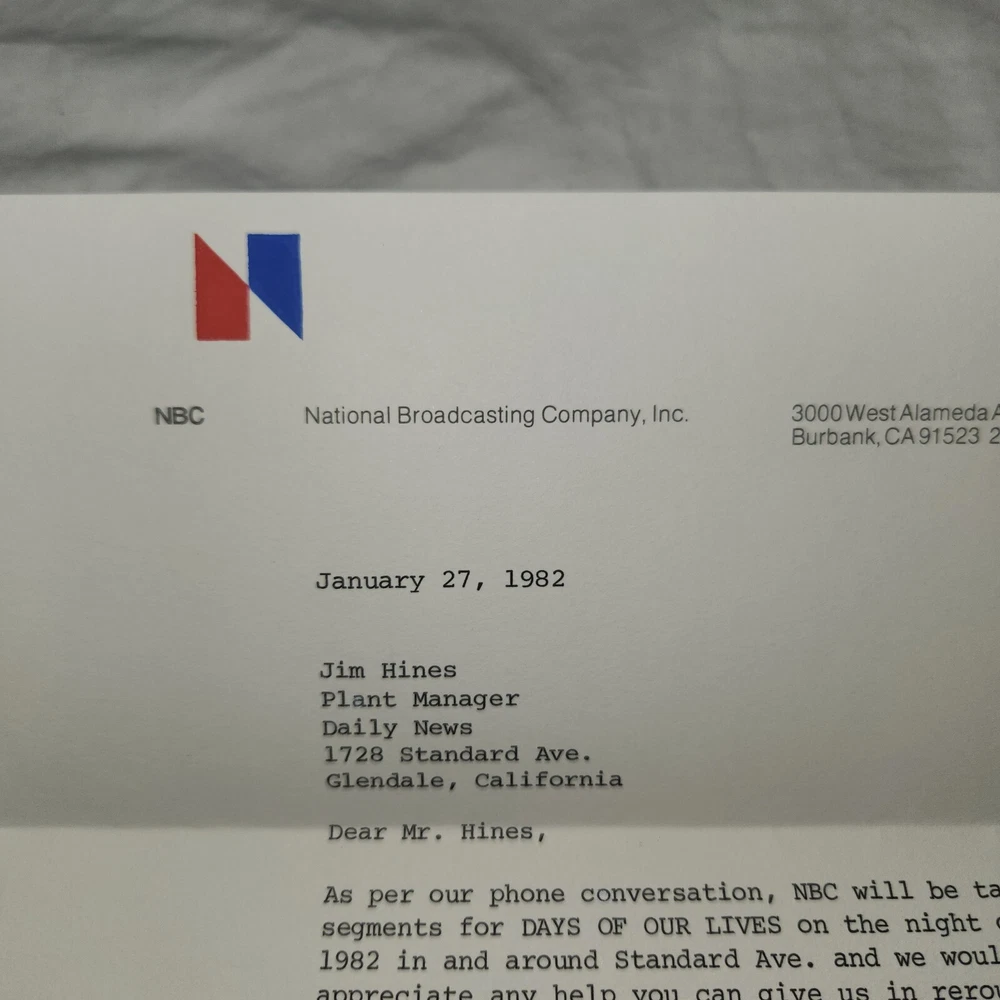 NBC National Broadcasting Company, Inc. 3000 West Alameda
Burbank, CA 91523
January 27, 1982
Jim Hines
Plant Manager
Daily News
1728 Standard Ave.
Glendale, California
Dear Mr. Hines,
As per our phone conversation, NBC will be
segments for DAYS OF OUR LIVES on the night
1982 in and around Standard Ave. and we
appreciate any help you can give us in